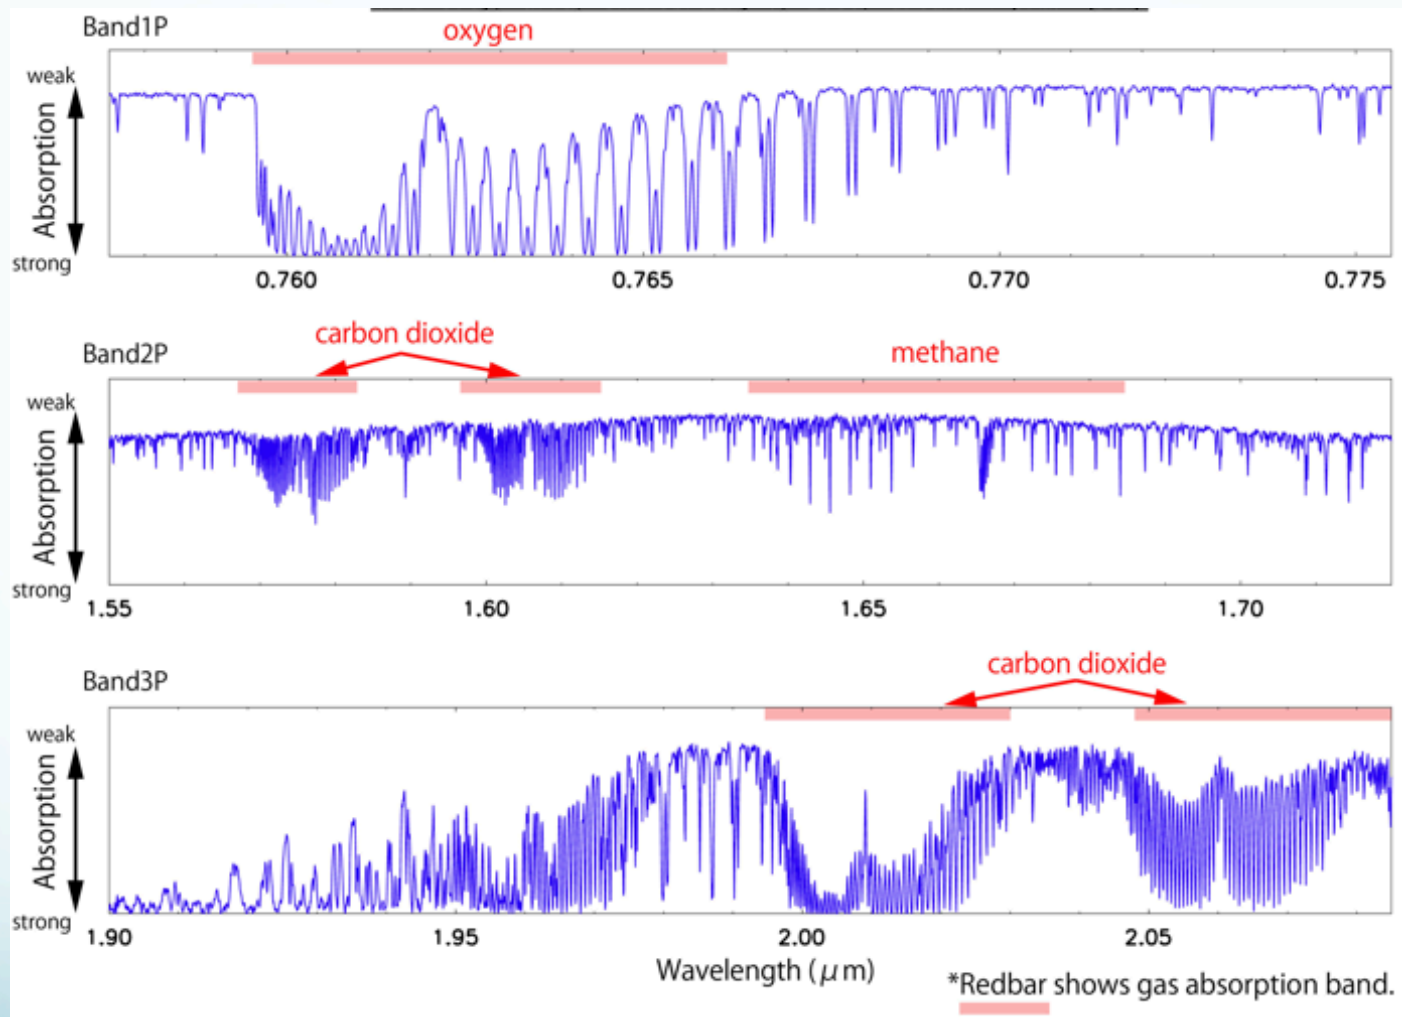 Band1P
oxygen
weak
Absorption
strong
0.760 0.765 0.770 0.775
carbon dioxide
Band2P
methane
weak
Absorption
strong
1.55 1.60 1.65 1.70
carbon dioxide
Band3P
weak
Absorption
strong
1.90 1.95 2.00 2.05
Wavelength (μm)
*Redbar shows gas absorption band.